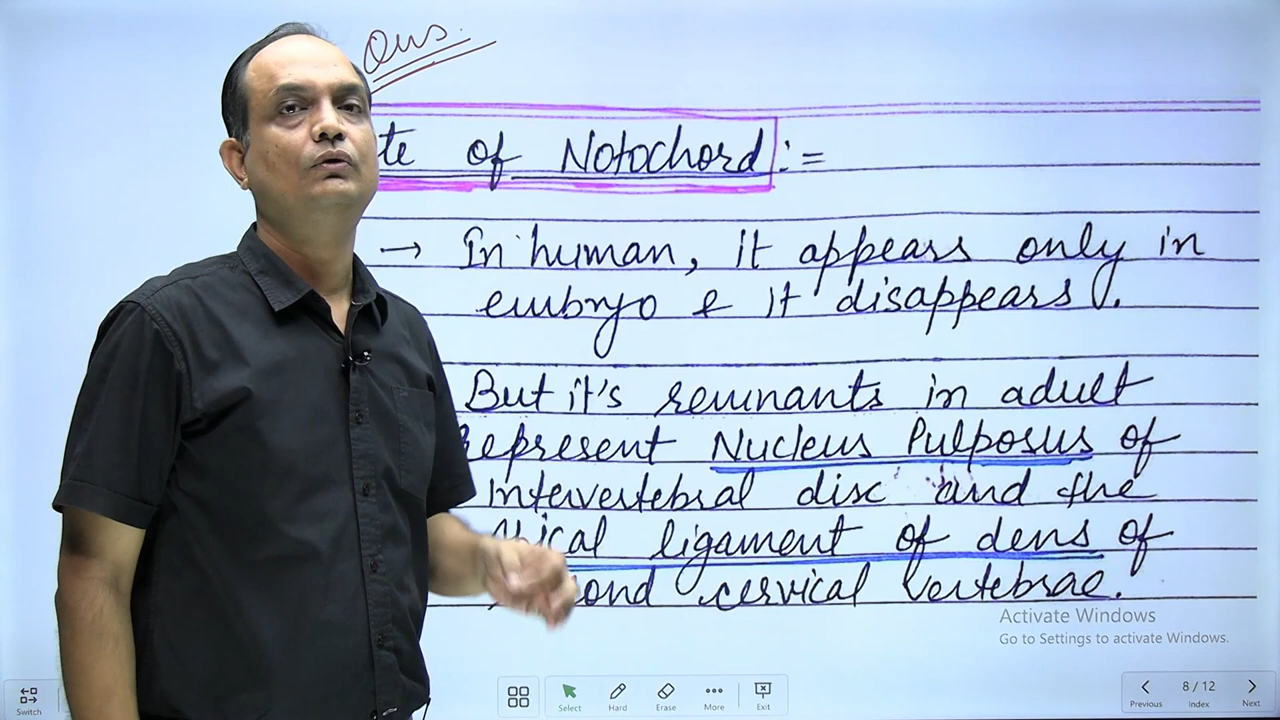 Ques.
te of Notochord :=
→ In human, it appears only in
embryo & it disappears.
But it's remnants in adult
represent Nucleus Pulposus of
intervertebral disc and the
ical ligament of dens of
ond cervical vertebrae.
Activate Windows
Go to Settings to activate Windows.
Switch
Select Hard Erase More Exit
Previous 8 / 12 Index Next